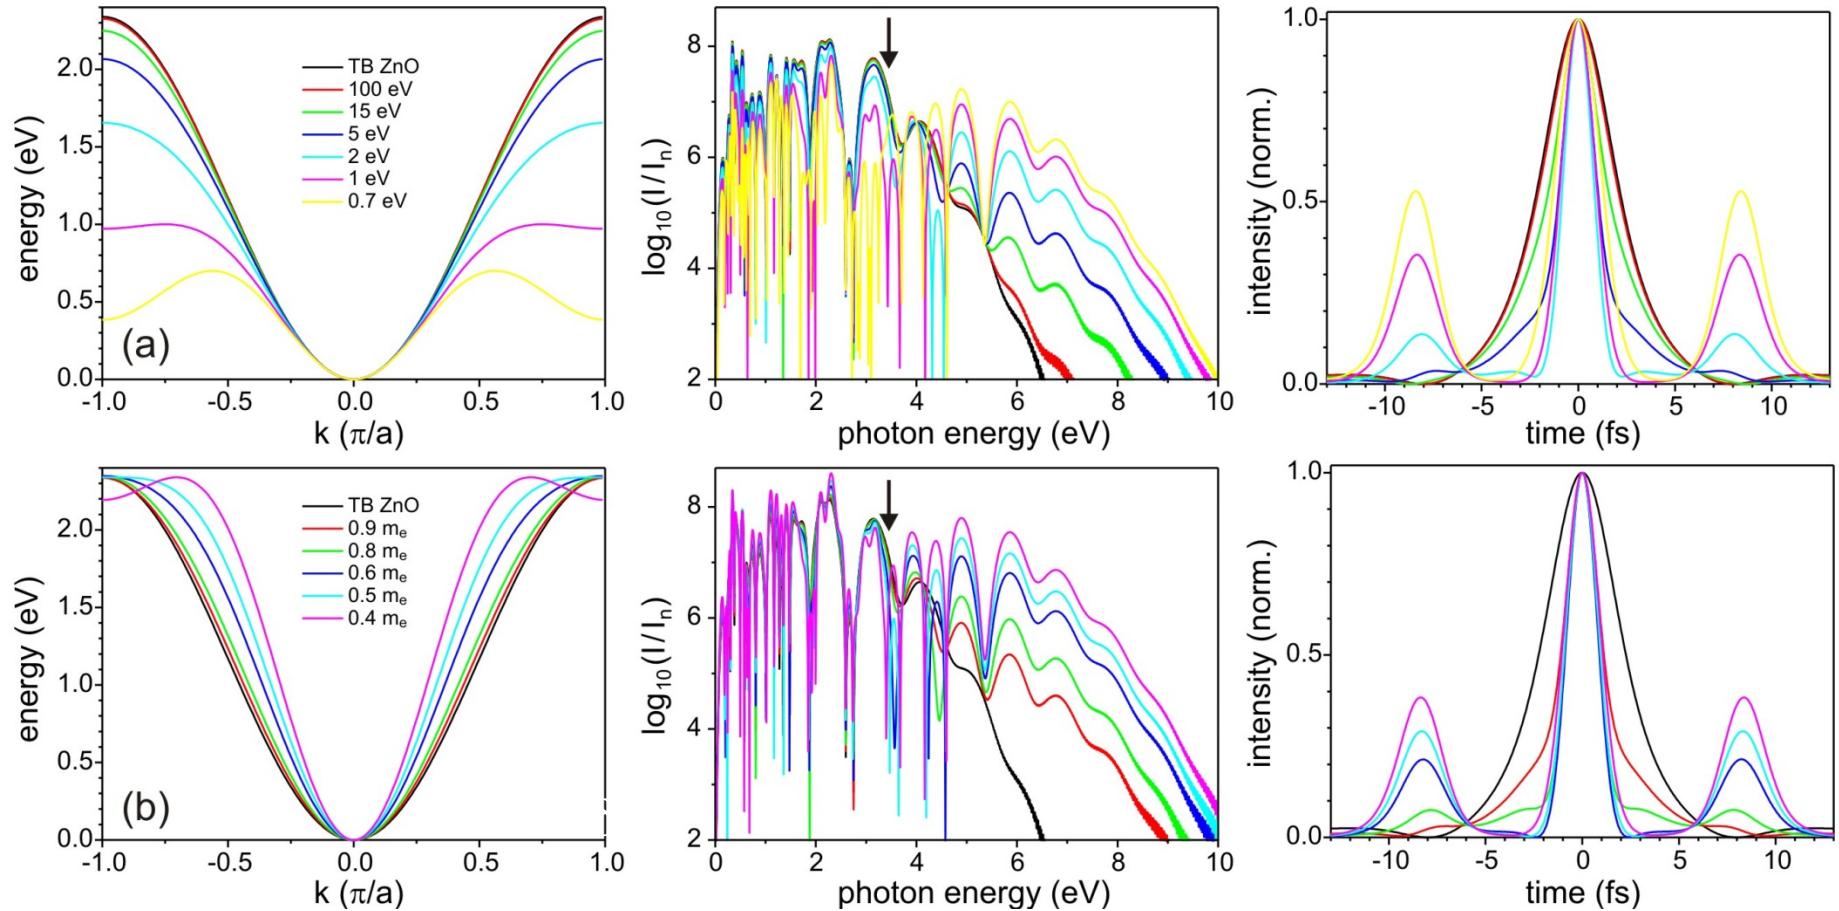 energy (eV)
2.0
1.5
1.0
0.5
0.0
TB ZnO
100 eV
15 eV
5 eV
2 eV
1 eV
0.7 eV
(a)
-1.0 -0.5 0.0 0.5 1.0
k (π/a)
log₁₀(I/Iₙ)
8
6
4
2
0 2 4 6 8 10
photon energy (eV)
intensity (norm.)
1.0
0.5
0.0
-10 -5 0 5 10
time (fs)
energy (eV)
2.0
1.5
1.0
0.5
0.0
TB ZnO
0.9 mₑ
0.8 mₑ
0.6 mₑ
0.5 mₑ
0.4 mₑ
(b)
-1.0 -0.5 0.0 0.5 1.0
k (π/a)
log₁₀(I/Iₙ)
8
6
4
2
0 2 4 6 8 10
photon energy (eV)
intensity (norm.)
1.0
0.5
0.0
-10 -5 0 5 10
time (fs)